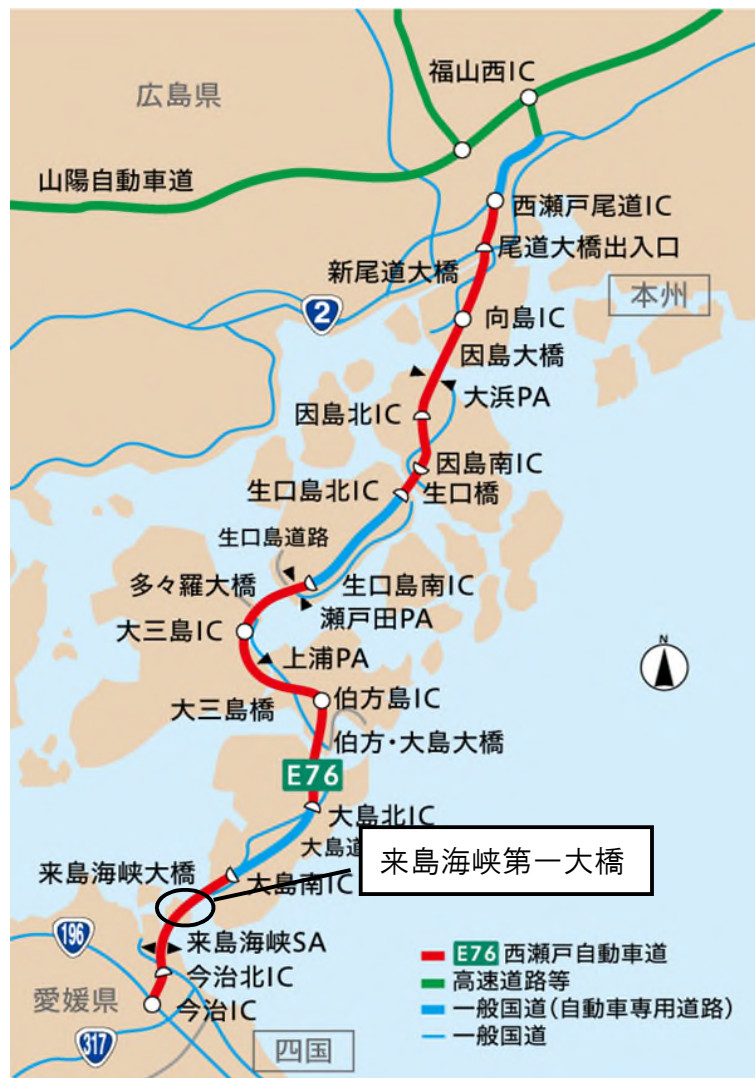 福山西IC
広島県
山陽自動車道
西瀬戸尾道IC
尾道大橋出入口
新尾道大橋
本州
2
向島IC
因島大橋
大浜PA
因島北IC
因島南IC
生口島北IC
生口橋
生口島道路
多々羅大橋
生口島南IC
瀬戸田PA
大三島IC
上浦PA
N
大三島橋
伯方島IC
伯方・大島大橋
E76
大島北IC
大島道
来島海峡第一大橋
来島海峡大橋
大島南IC
196
来島海峡SA
今治北IC
愛媛県
今治IC
317
四国
E76 西瀬戸自動車道
高速道路等
一般国道(自動車専用道路)
一般国道